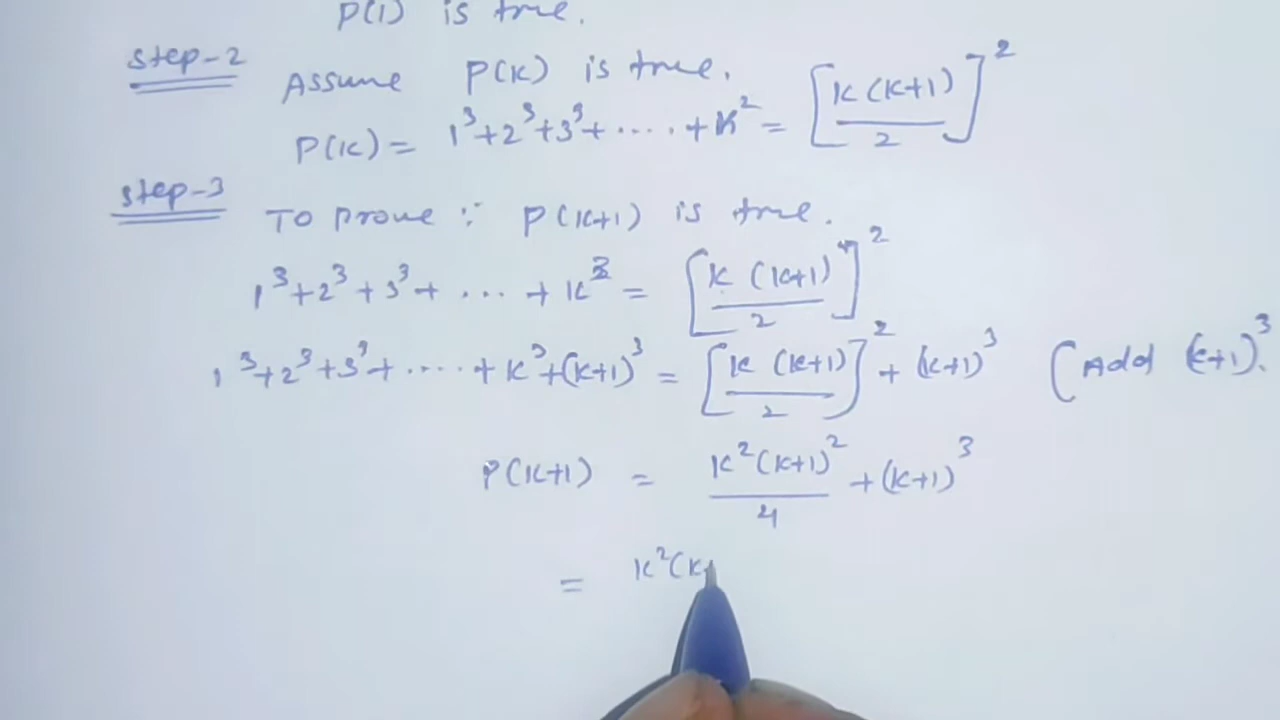 P(1) is true.
Step-2 Assume P(K) is true.
P(K) = 1³+2³+3³+ ..... +K² = [K(K+1)/2]²
Step-3 To prove : P(K+1) is true.
1³+2³+3³+ ... +K³ = [K(K+1)/2]²
1³+2³+3³+ ..... +K³+(K+1)³ = [K(K+1)/2]² + (K+1)³ (Add (K+1)³.
P(K+1) = K²(K+1)²/4 + (K+1)³
= K²(K